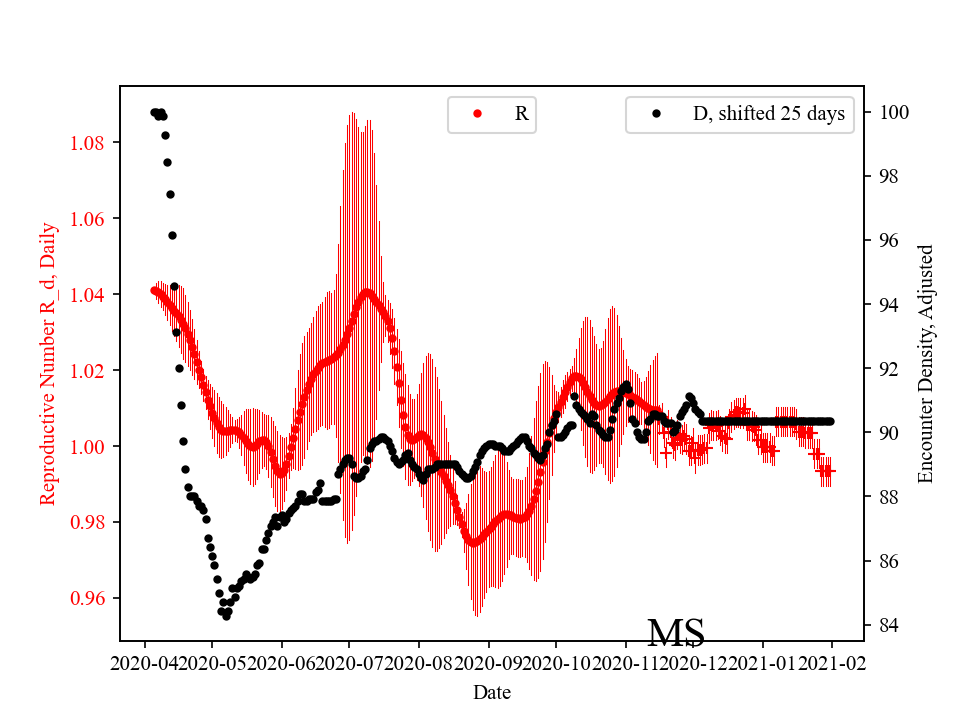 R
D, shifted 25 days
Reproductive Number R_d, Daily
1.08
1.06
1.04
1.02
1.00
0.98
0.96
100
98
96
94
92
90
88
86
84
Encounter Density, Adjusted
MS
2020-04 2020-05 2020-06 2020-07 2020-08 2020-09 2020-10 2020-11 2020-12 2021-01 2021-02
Date